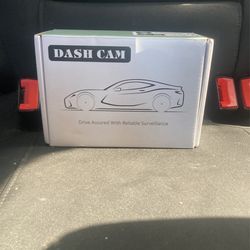 DASH CAM
Drive Assured With Reliable Surveillance